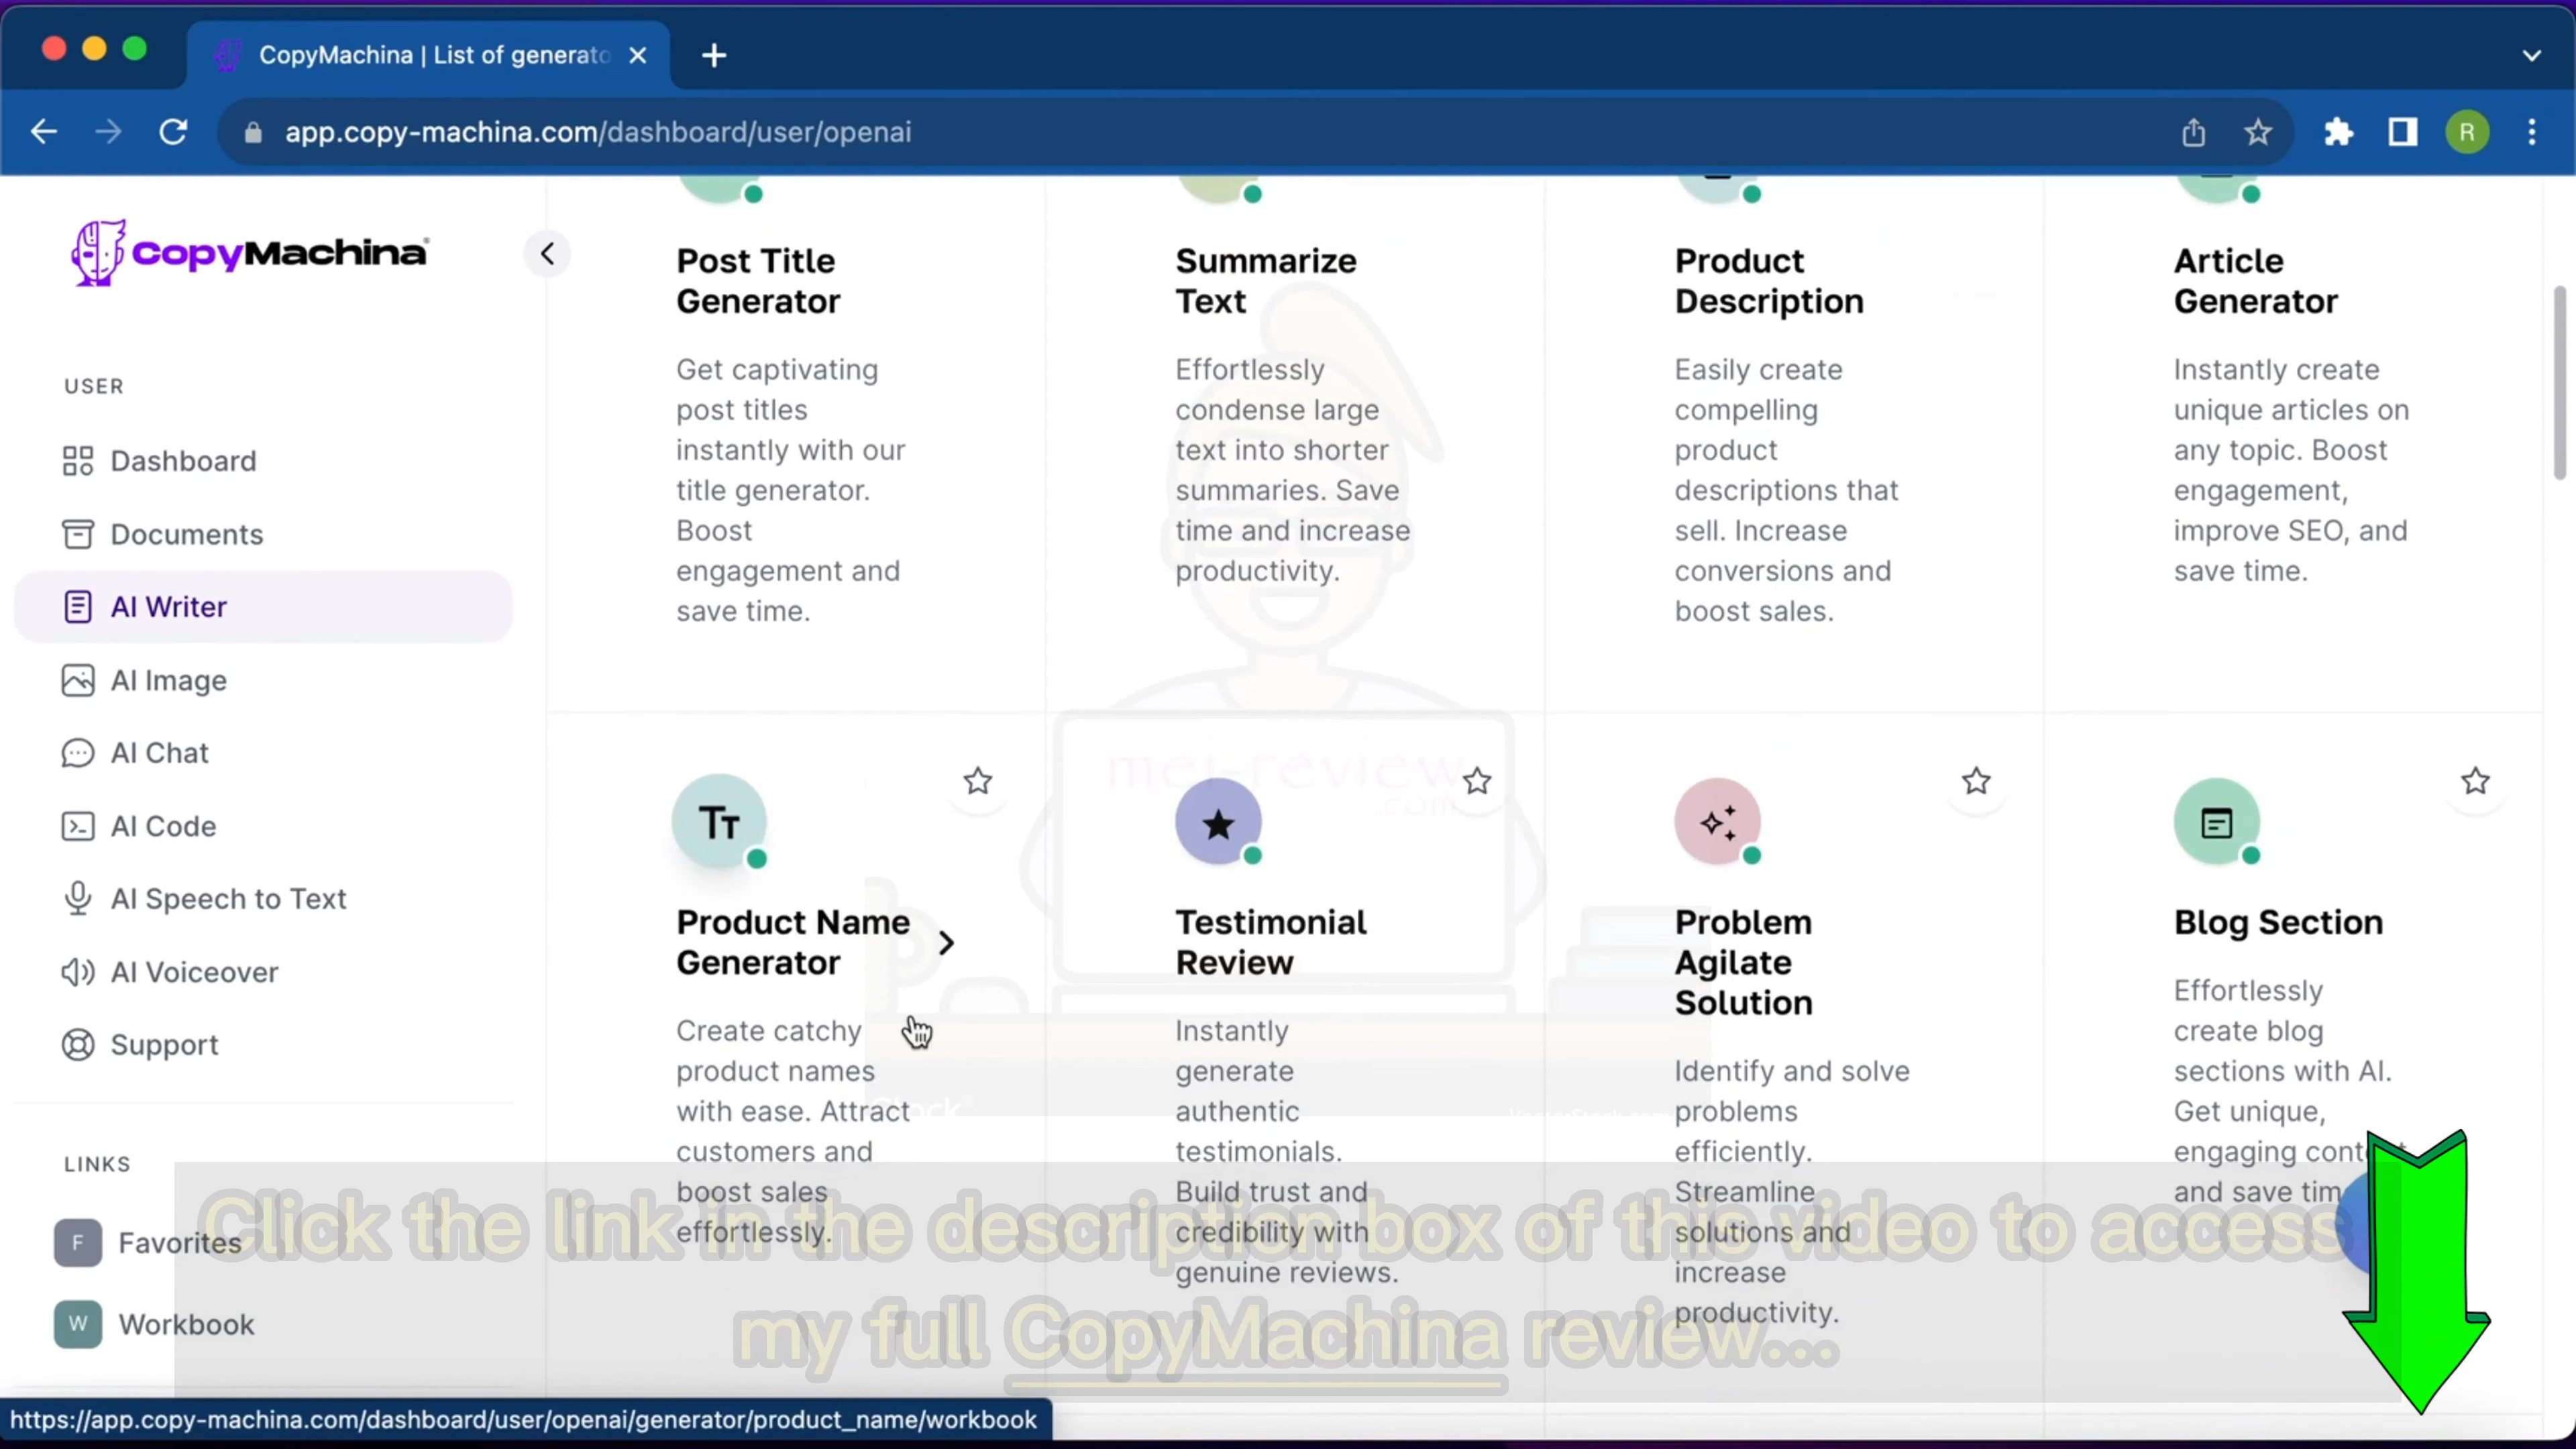 CopyMachina | List of generato
app.copy-machina.com/dashboard/user/openai
R
CopyMachina
USER
Dashboard
Documents
AI Writer
AI Image
AI Chat
AI Code
AI Speech to Text
AI Voiceover
Support
LINKS
F
Favorites
W
Workbook
Post Title
Generator
Get captivating
post titles
instantly with our
title generator.
Boost
engagement and
save time.
Summarize
Text
Effortlessly
condense large
text into shorter
summaries. Save
time and increase
productivity.
Product
Description
Easily create
compelling
product
descriptions that
sell. Increase
conversions and
boost sales.
Article
Generator
Instantly create
unique articles on
any topic. Boost
engagement,
improve SEO, and
save time.
mei-review
.com
Tт
Product Name
Generator
Create catchy
product names
with ease. Attract
customers and
boost sales
effortlessly.
Testimonial
Review
Instantly
generate
authentic
testimonials.
Build trust and
credibility with
genuine reviews.
Problem
Agilate
Solution
Identify and solve
problems
efficiently.
Streamline
solutions and
increase
productivity.
Blog Section
Effortlessly
create blog
sections with AI.
Get unique,
engaging cont
and save tim
Click the link in the description box of this video to access
my full CopyMachina review...
https://app.copy-machina.com/dashboard/user/openai/generator/product_name/workbook